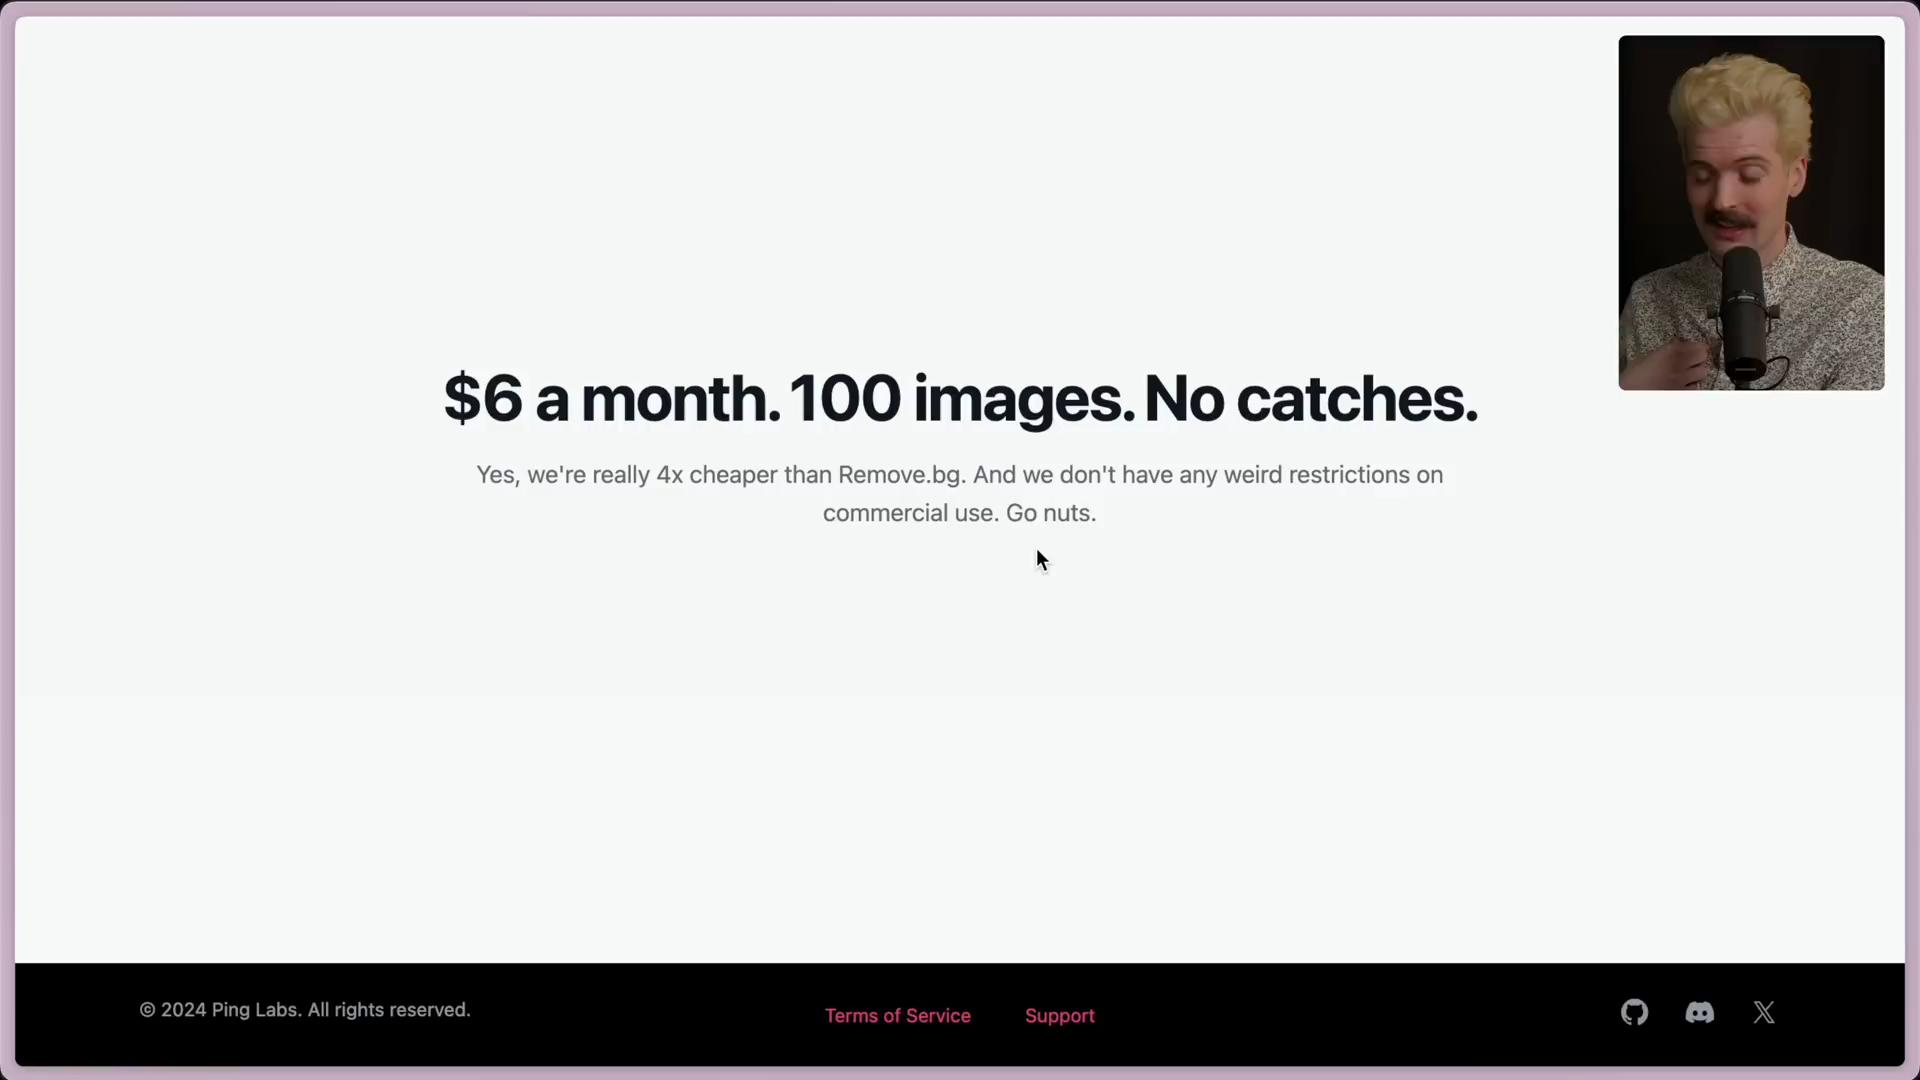 $6 a month. 100 images. No catches.
Yes, we're really 4x cheaper than Remove.bg. And we don't have any weird restrictions on
commercial use. Go nuts.
© 2024 Ping Labs. All rights reserved.
Terms of Service
Support